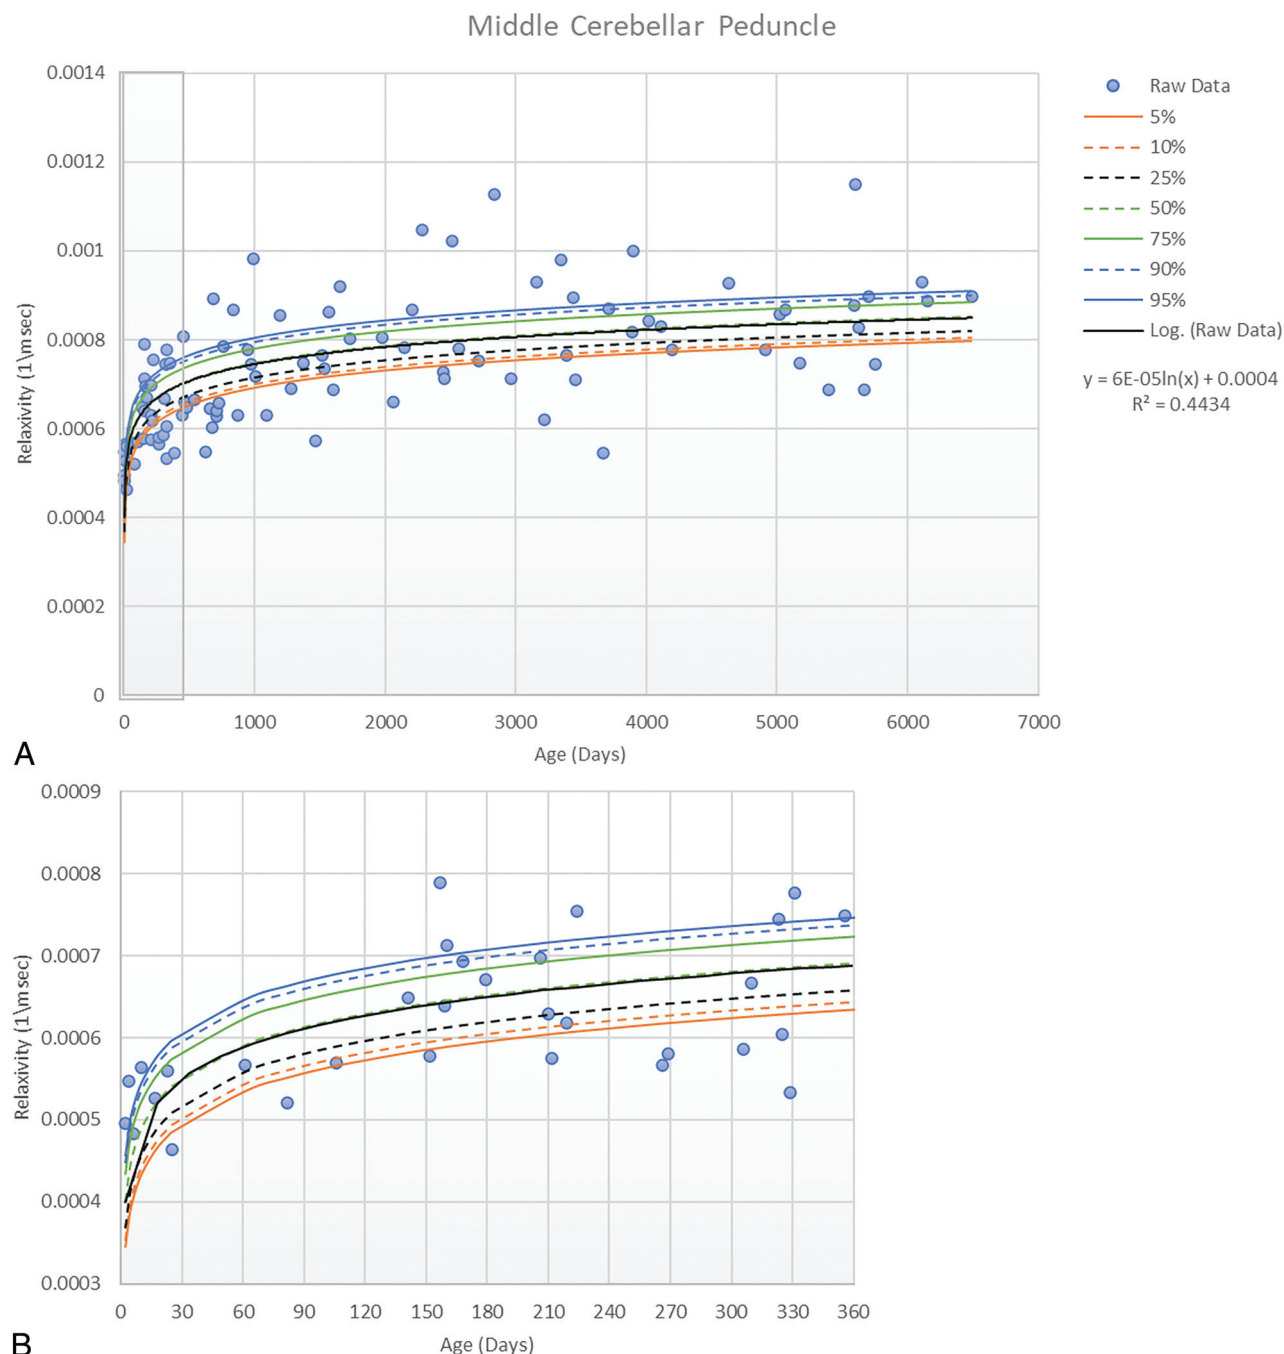 Middle Cerebellar Peduncle
0.0014
0.0012
0.001
0.0008
0.0006
0.0004
0.0002
0
Relaxivity (1\msec)
0 1000 2000 3000 4000 5000 6000 7000
Age (Days)
Raw Data
5%
10%
25%
50%
75%
90%
95%
Log. (Raw Data)
y = 6E-05ln(x) + 0.0004
R² = 0.4434
A
0.0009
0.0008
0.0007
0.0006
0.0005
0.0004
0.0003
Relaxivity (1\msec)
0 30 60 90 120 150 180 210 240 270 300 330 360
Age (Days)
B